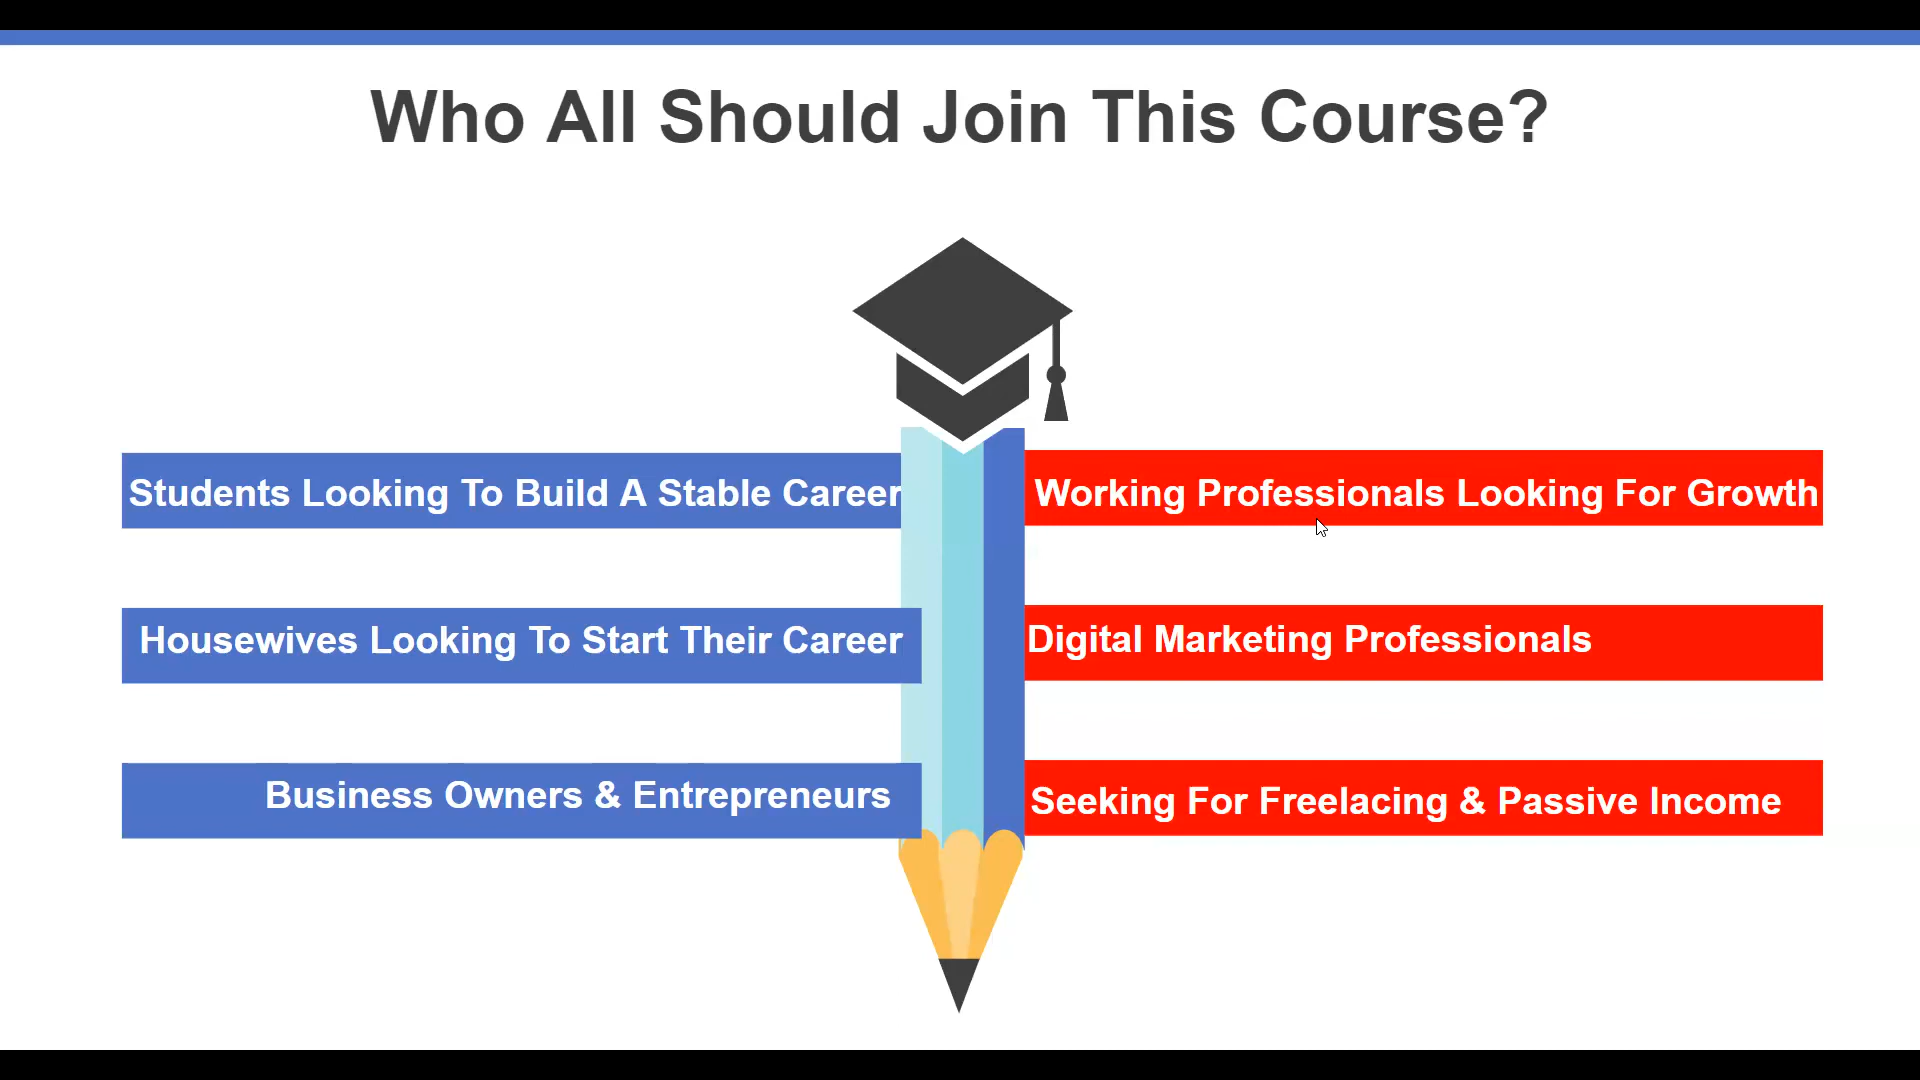 Who All Should Join This Course?
Students Looking To Build A Stable Career
Working Professionals Looking For Growth
Housewives Looking To Start Their Career
Digital Marketing Professionals
Business Owners & Entrepreneurs
Seeking For Freelacing & Passive Income